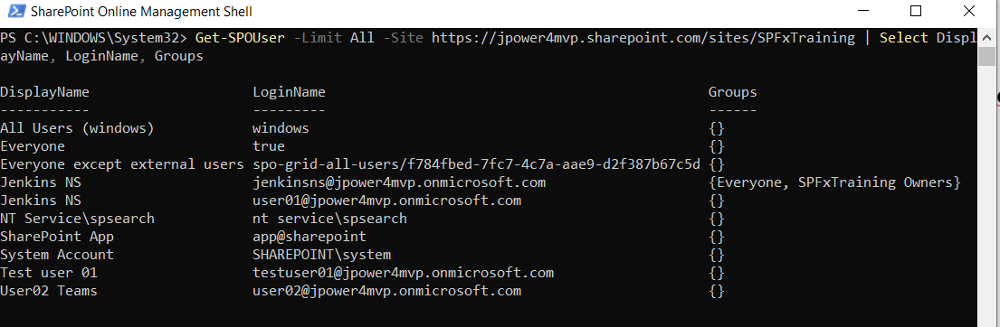 SharePoint Online Management Shell
PS C:\WINDOWS\System32> Get-SPOUser -Limit All -Site https://jpower4mvp.sharepoint.com/sites/SPFxTraining | Select Displ
ayName, LoginName, Groups
DisplayName LoginName Groups
----------- --------- ------
All Users (windows) windows {}
Everyone true {}
Everyone except external users spo-grid-all-users/f784fbed-7fc7-4c7a-aae9-d2f387b67c5d {}
Jenkins NS jenkinsns@jpower4mvp.onmicrosoft.com {Everyone, SPFxTraining Owners}
Jenkins NS user01@jpower4mvp.onmicrosoft.com {}
NT Service\spsearch nt service\spsearch {}
SharePoint App app@sharepoint {}
System Account SHAREPOINT\system {}
Test user 01 testuser01@jpower4mvp.onmicrosoft.com {}
User02 Teams user02@jpower4mvp.onmicrosoft.com {}